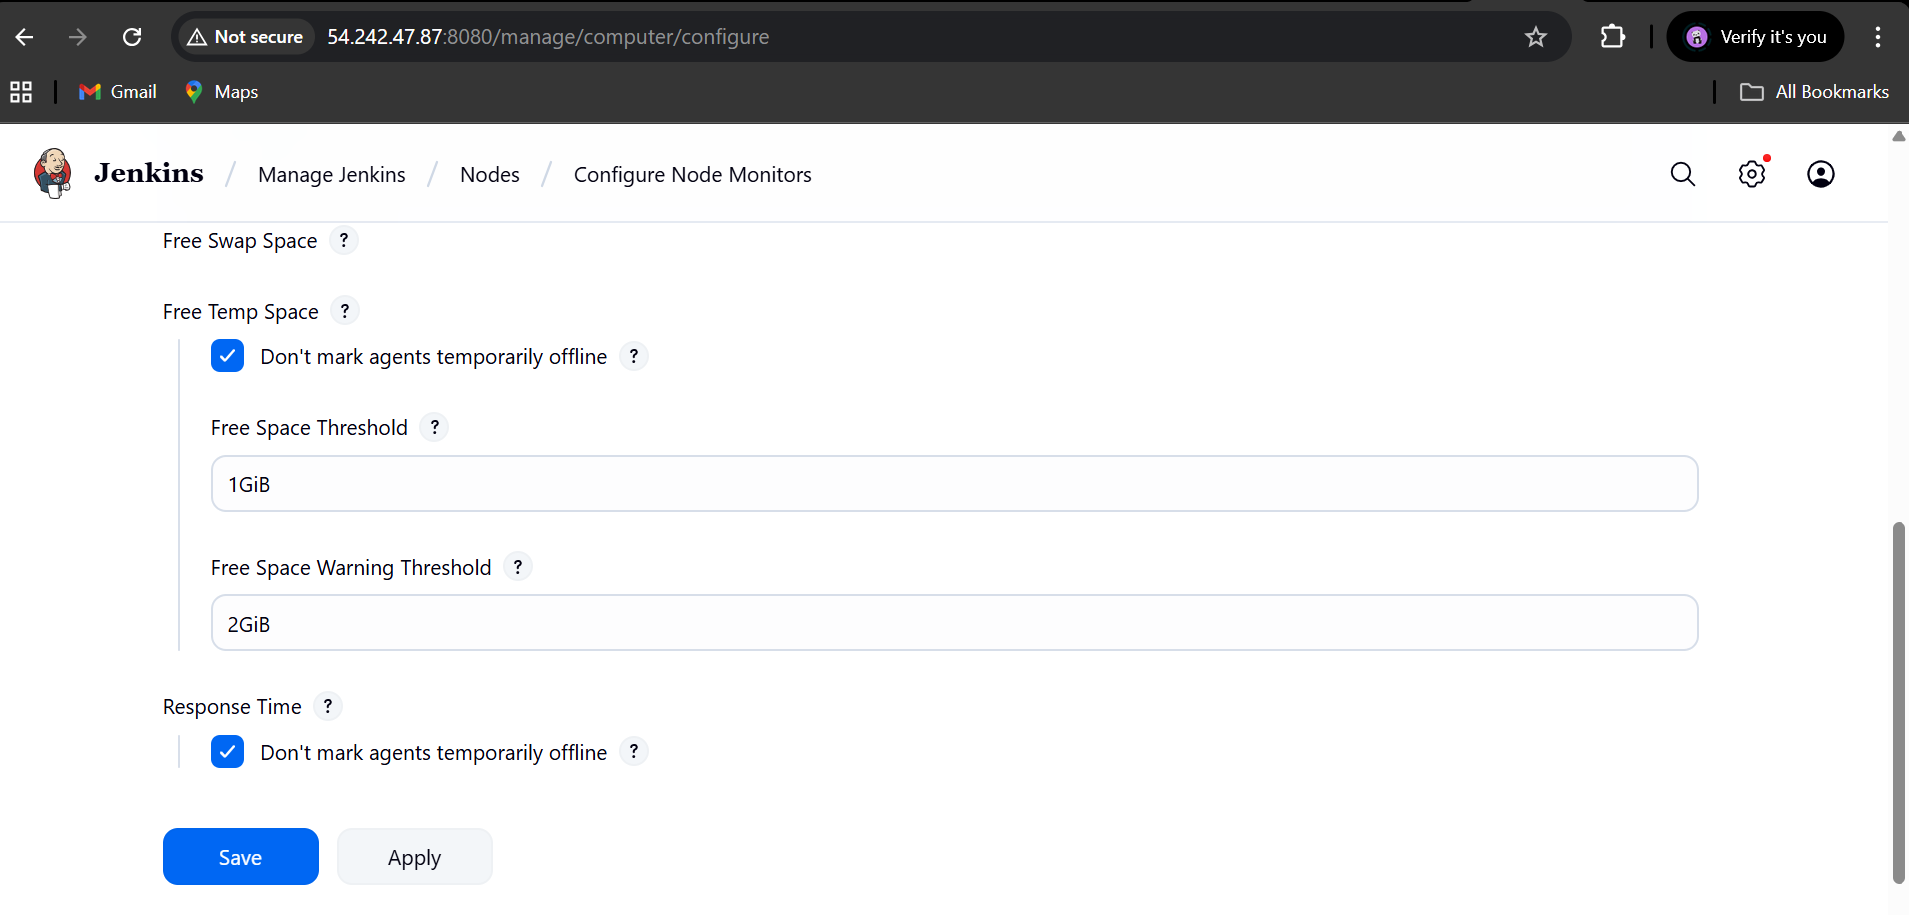 Not secure 54.242.47.87:8080/manage/computer/configure Verify it's you
Gmail Maps All Bookmarks
Jenkins / Manage Jenkins / Nodes / Configure Node Monitors
Free Swap Space ?
Free Temp Space ?
Don't mark agents temporarily offline ?
Free Space Threshold ?
1GiB
Free Space Warning Threshold ?
2GiB
Response Time ?
Don't mark agents temporarily offline ?
Save Apply